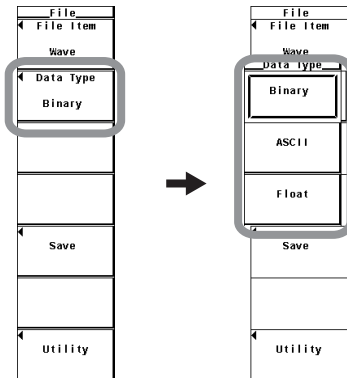 File
File Item
Wave
Data Type
Binary
Save
Utility
File
File Item
Wave
Data Type
Binary
ASCII
Float
Save
Utility